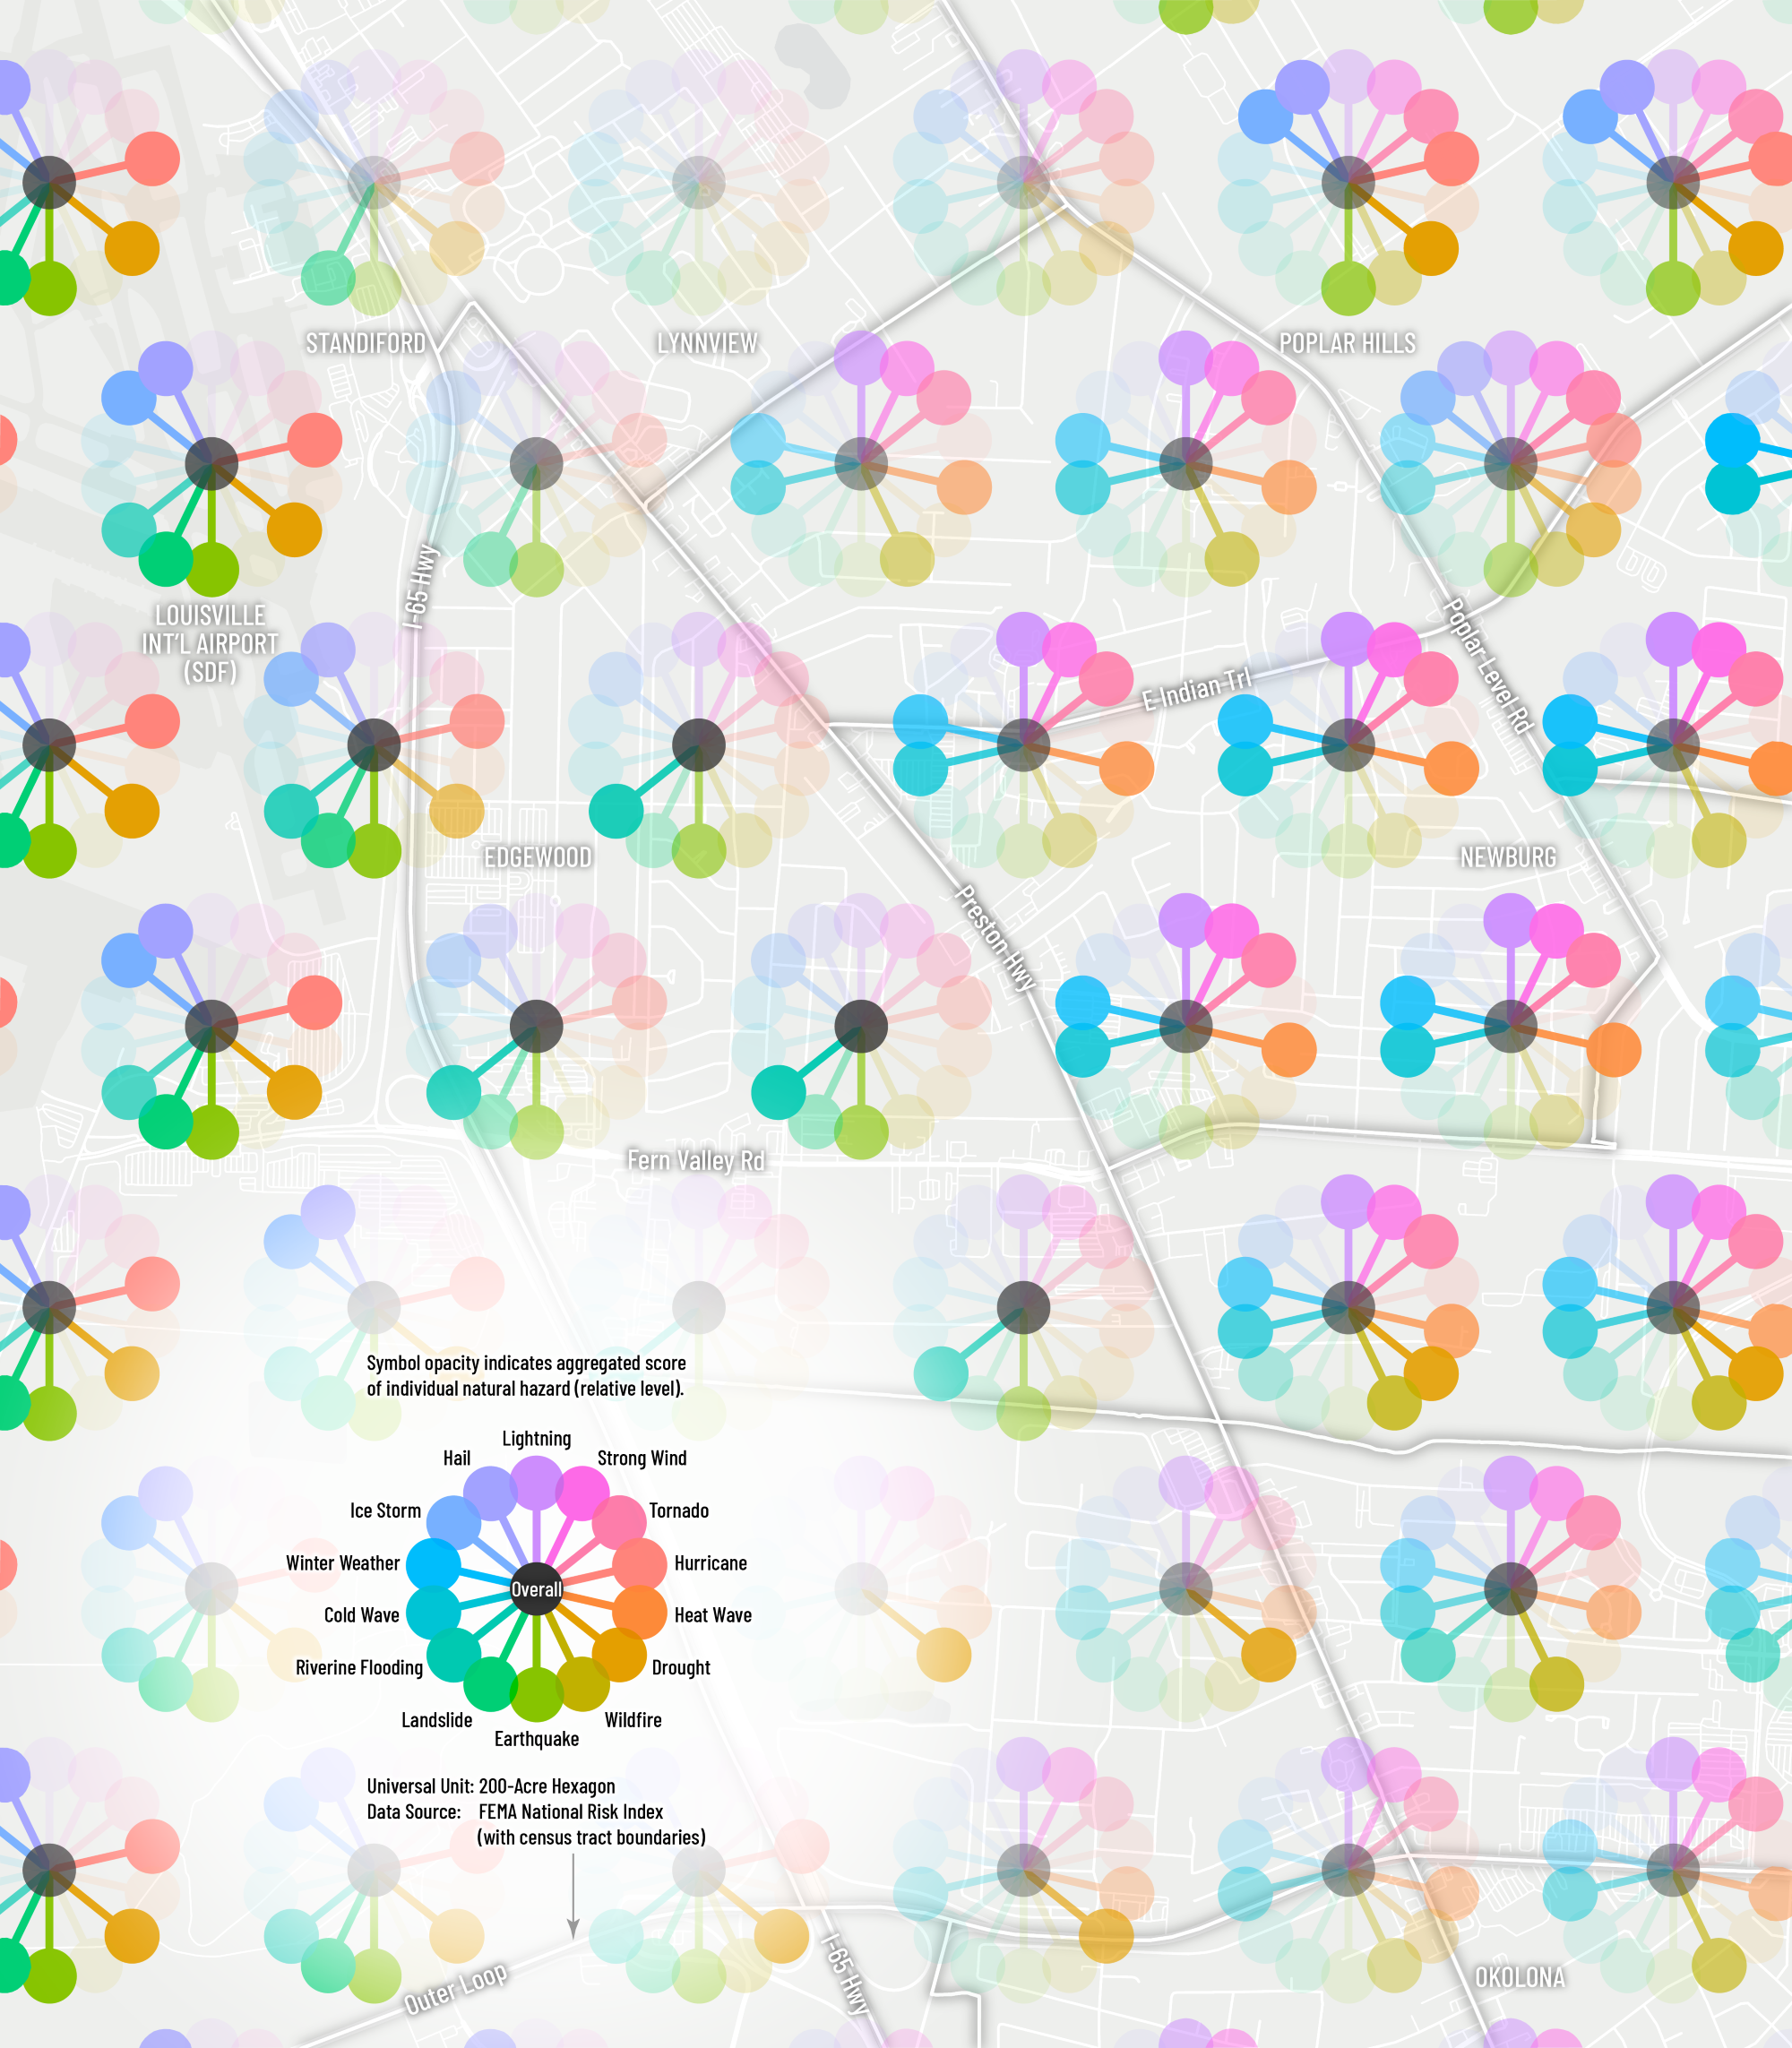 STANDIFORD
LYNNVIEW
POPLAR HILLS
I-65 Hwy
LOUISVILLE
INT'L AIRPORT
(SDF)
Poplar Level Rd
E Indian Trl
EDGEWOOD
NEWBURG
Preston Hwy
Fern Valley Rd
Symbol opacity indicates aggregated score
of individual natural hazard (relative level).
Lightning
Hail
Strong Wind
Ice Storm
Tornado
Winter Weather
Hurricane
Overall
Cold Wave
Heat Wave
Riverine Flooding
Drought
Landslide
Wildfire
Earthquake
Universal Unit: 200-Acre Hexagon
Data Source: FEMA National Risk Index
(with census tract boundaries)
Outer Loop
I-65 Hwy
OKOLONA